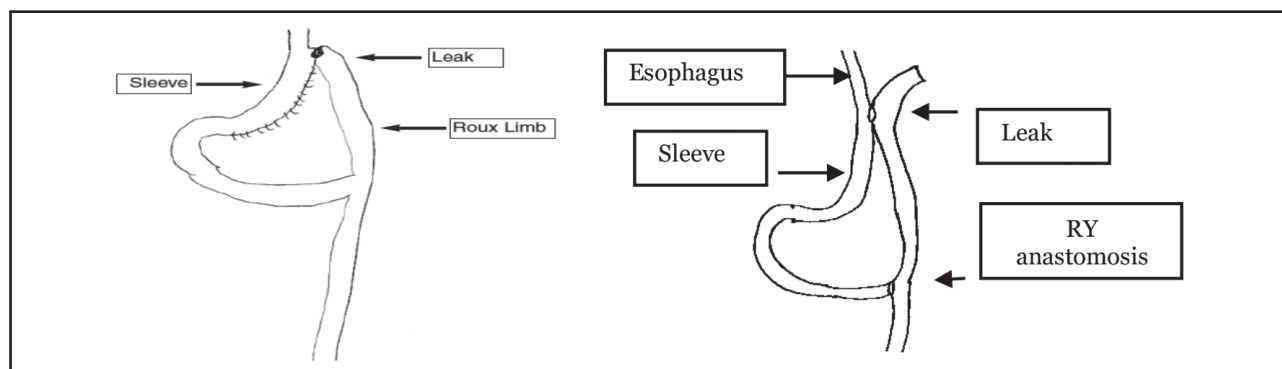 Leak
Sleeve
Roux Limb
Esophagus
Sleeve
Leak
RY
anastomosis